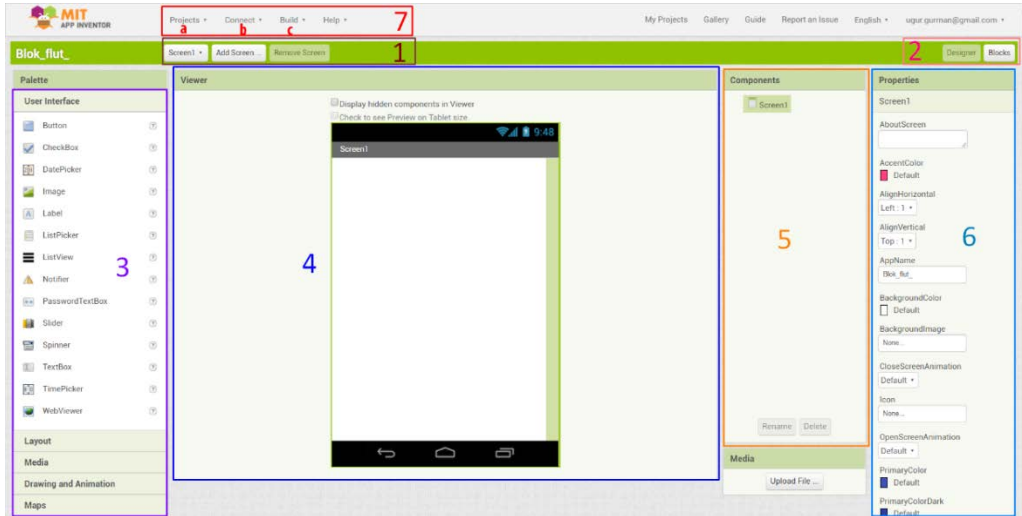 MIT
APP INVENTOR
Projects Connect Build Help 7
a b c
My Projects Gallery Guide Report an Issue English ugur.gurman@gmail.com
Blok_flut_
Screen1 Add Screen ... Remove Screen 1
2 Designer Blocks
Palette
User Interface
Button
CheckBox
DatePicker
Image
Label
ListPicker
ListView
Notifier
PasswordTextBox
Slider
Spinner
TextBox
TimePicker
WebViewer
3
Layout
Media
Drawing and Animation
Maps
Viewer
Display hidden components in Viewer
Check to see Preview on Tablet size.
9:48
Screen1
4
Components
Screen1
5
Rename Delete
Media
Upload File ...
Properties
Screen1
AboutScreen
AccentColor
Default
AlignHorizontal
Left : 1
AlignVertical
Top : 1
6
AppName
Blok_flut_
BackgroundColor
Default
BackgroundImage
None...
CloseScreenAnimation
Default
Icon
None...
OpenScreenAnimation
Default
PrimaryColor
Default
PrimaryColorDark
Default